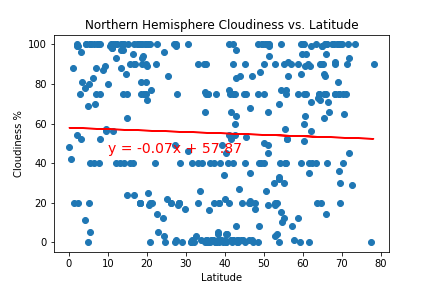 Northern Hemisphere Cloudiness vs. Latitude
100
80
60
40
20
0
Cloudiness %
y = -0.07x + 57.87
0 10 20 30 40 50 60 70 80
Latitude